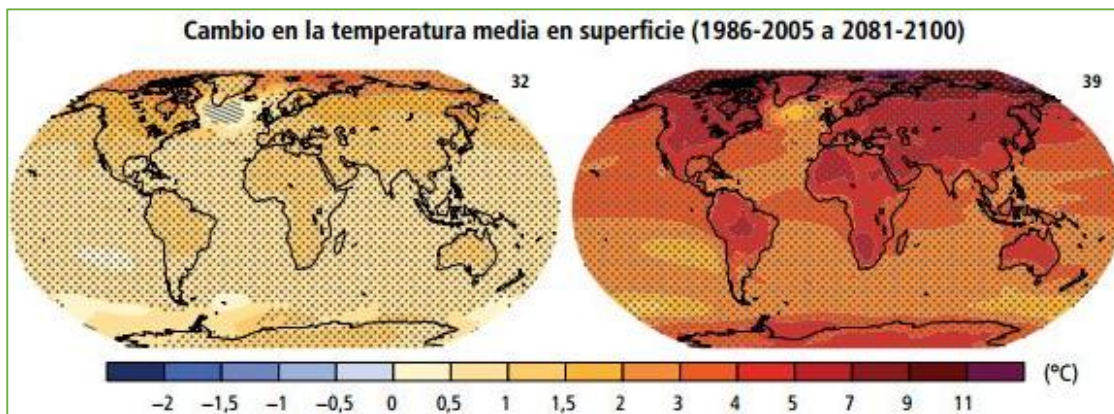 Cambio en la temperatura media en superficie (1986-2005 a 2081-2100)
32
39
(°C)
−2 −1,5 −1 −0,5 0 0,5 1 1,5 2 3 4 5 7 9 11